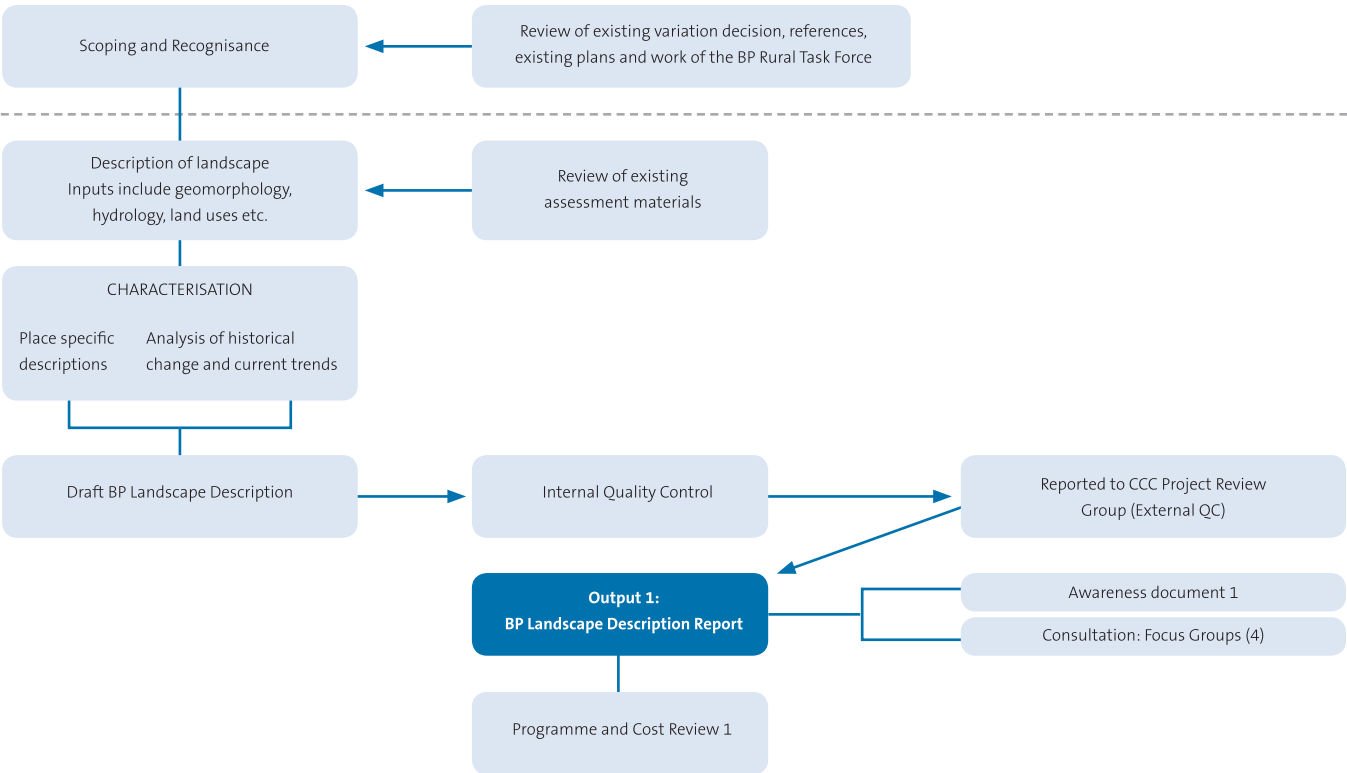 Scoping and Recognisance
Review of existing variation decision, references,
existing plans and work of the BP Rural Task Force
Description of landscape
Inputs include geomorphology,
hydrology, land uses etc.
Review of existing
assessment materials
CHARACTERISATION
Place specific
descriptions
Analysis of historical
change and current trends
Draft BP Landscape Description
Internal Quality Control
Reported to CCC Project Review
Group (External QC)
Output 1:
BP Landscape Description Report
Awareness document 1
Consultation: Focus Groups (4)
Programme and Cost Review 1